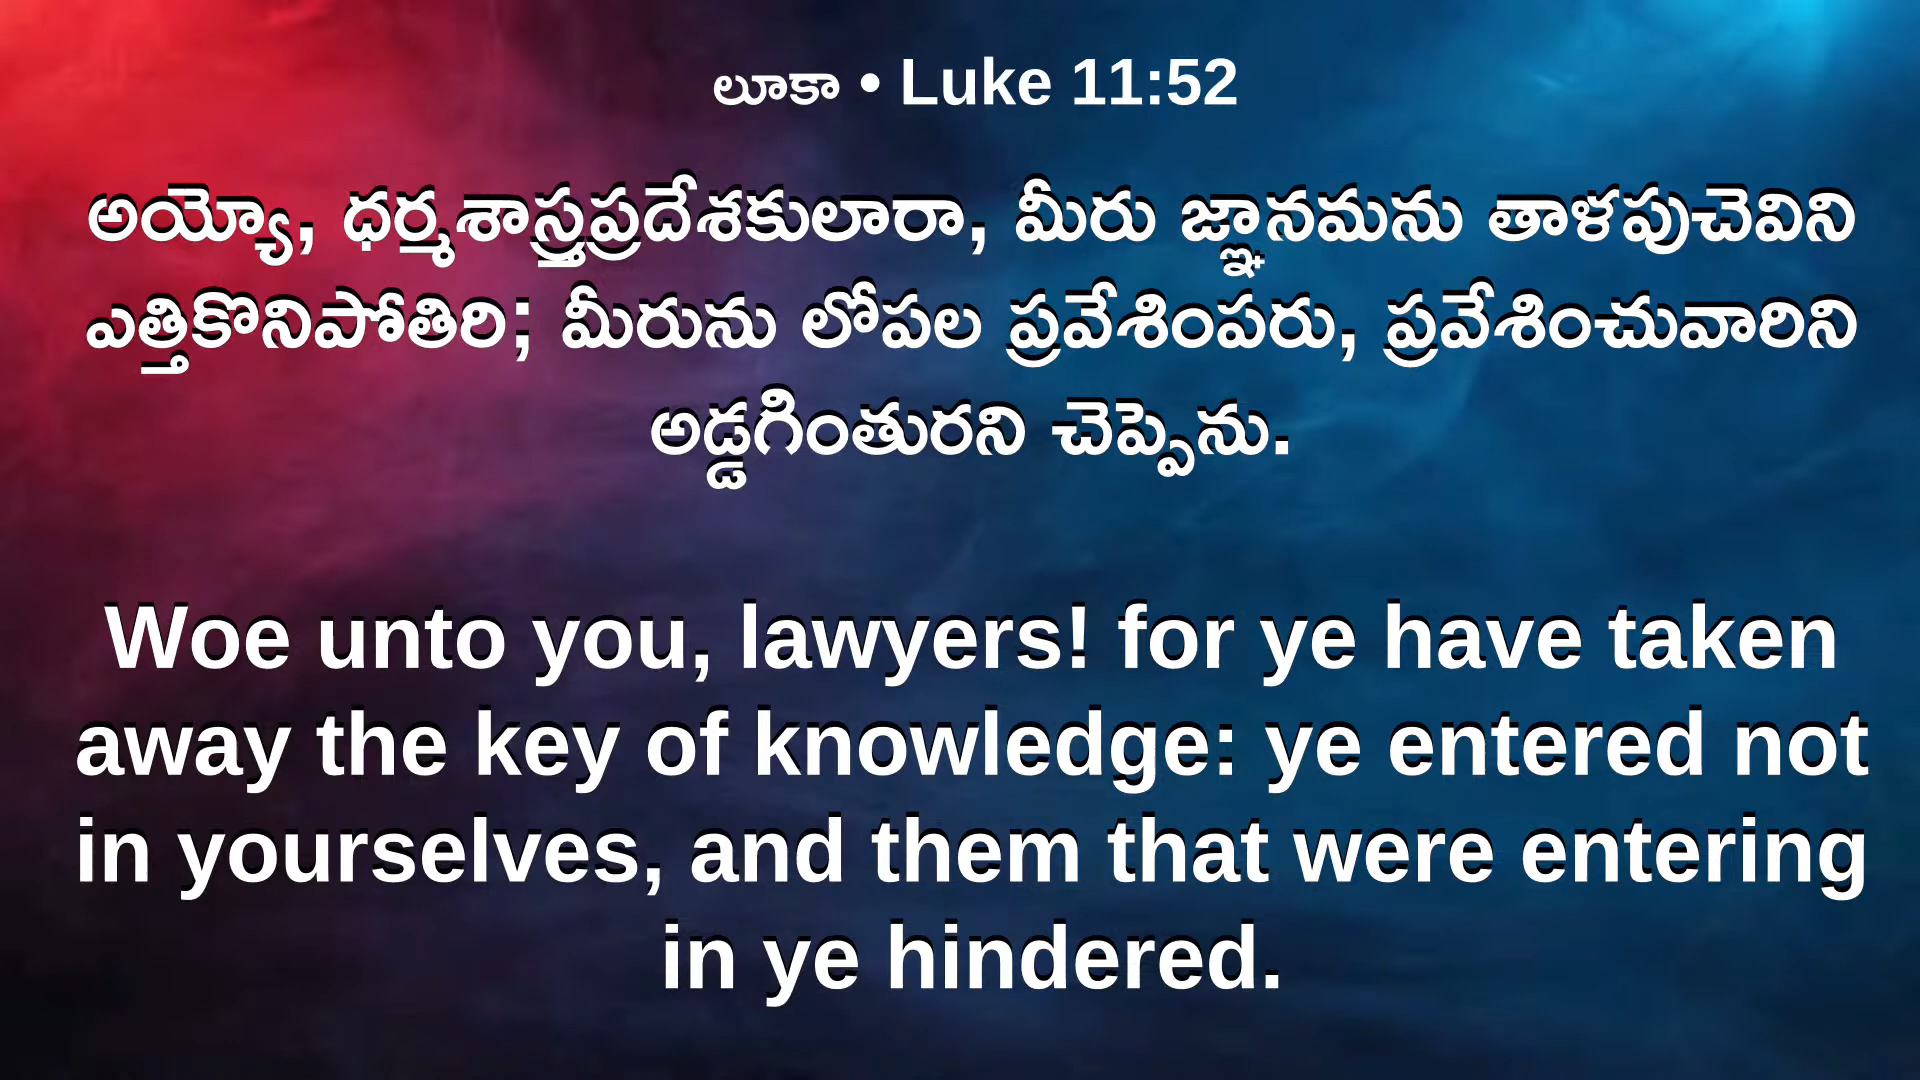 లూకా • Luke 11:52
అయ్యో, ధర్మశాస్త్రప్రదేశకులారా, మీరు జ్ఞానమను తాళపుచెవిని
ఎత్తికొనిపోతిరి; మీరును లోపల ప్రవేశింపరు, ప్రవేశించువారిని
అడ్డగింతురని చెప్పెను.
Woe unto you, lawyers! for ye have taken
away the key of knowledge: ye entered not
in yourselves, and them that were entering
in ye hindered.